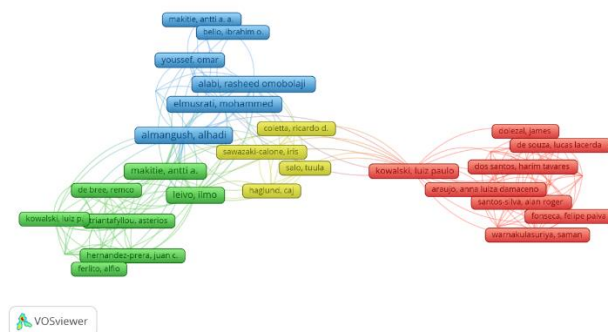 makitie, antti a. a.
bello, ibrahim o.
youssef, omar
alabi, rasheed omobolaji
elmusrati, mohammed
almangush, alhadi
coletta, ricardo d.
sawazaki-calone, iris
salo, tuula
haglund, caj
makitie, antti a.
leivo, ilmo
de bree, remco
kowalski, luiz p.
triantafyllou, asterios
hernandez-prera, juan c.
ferlito, alfio
kowalski, luiz paulo
dolezal, james
de souza, lucas lacerda
dos santos, harim tavares
araujo, anna luiza damaceno
santos-silva, alan roger
fonseca, felipe paiva
warnakulasuriya, saman
VOSviewer